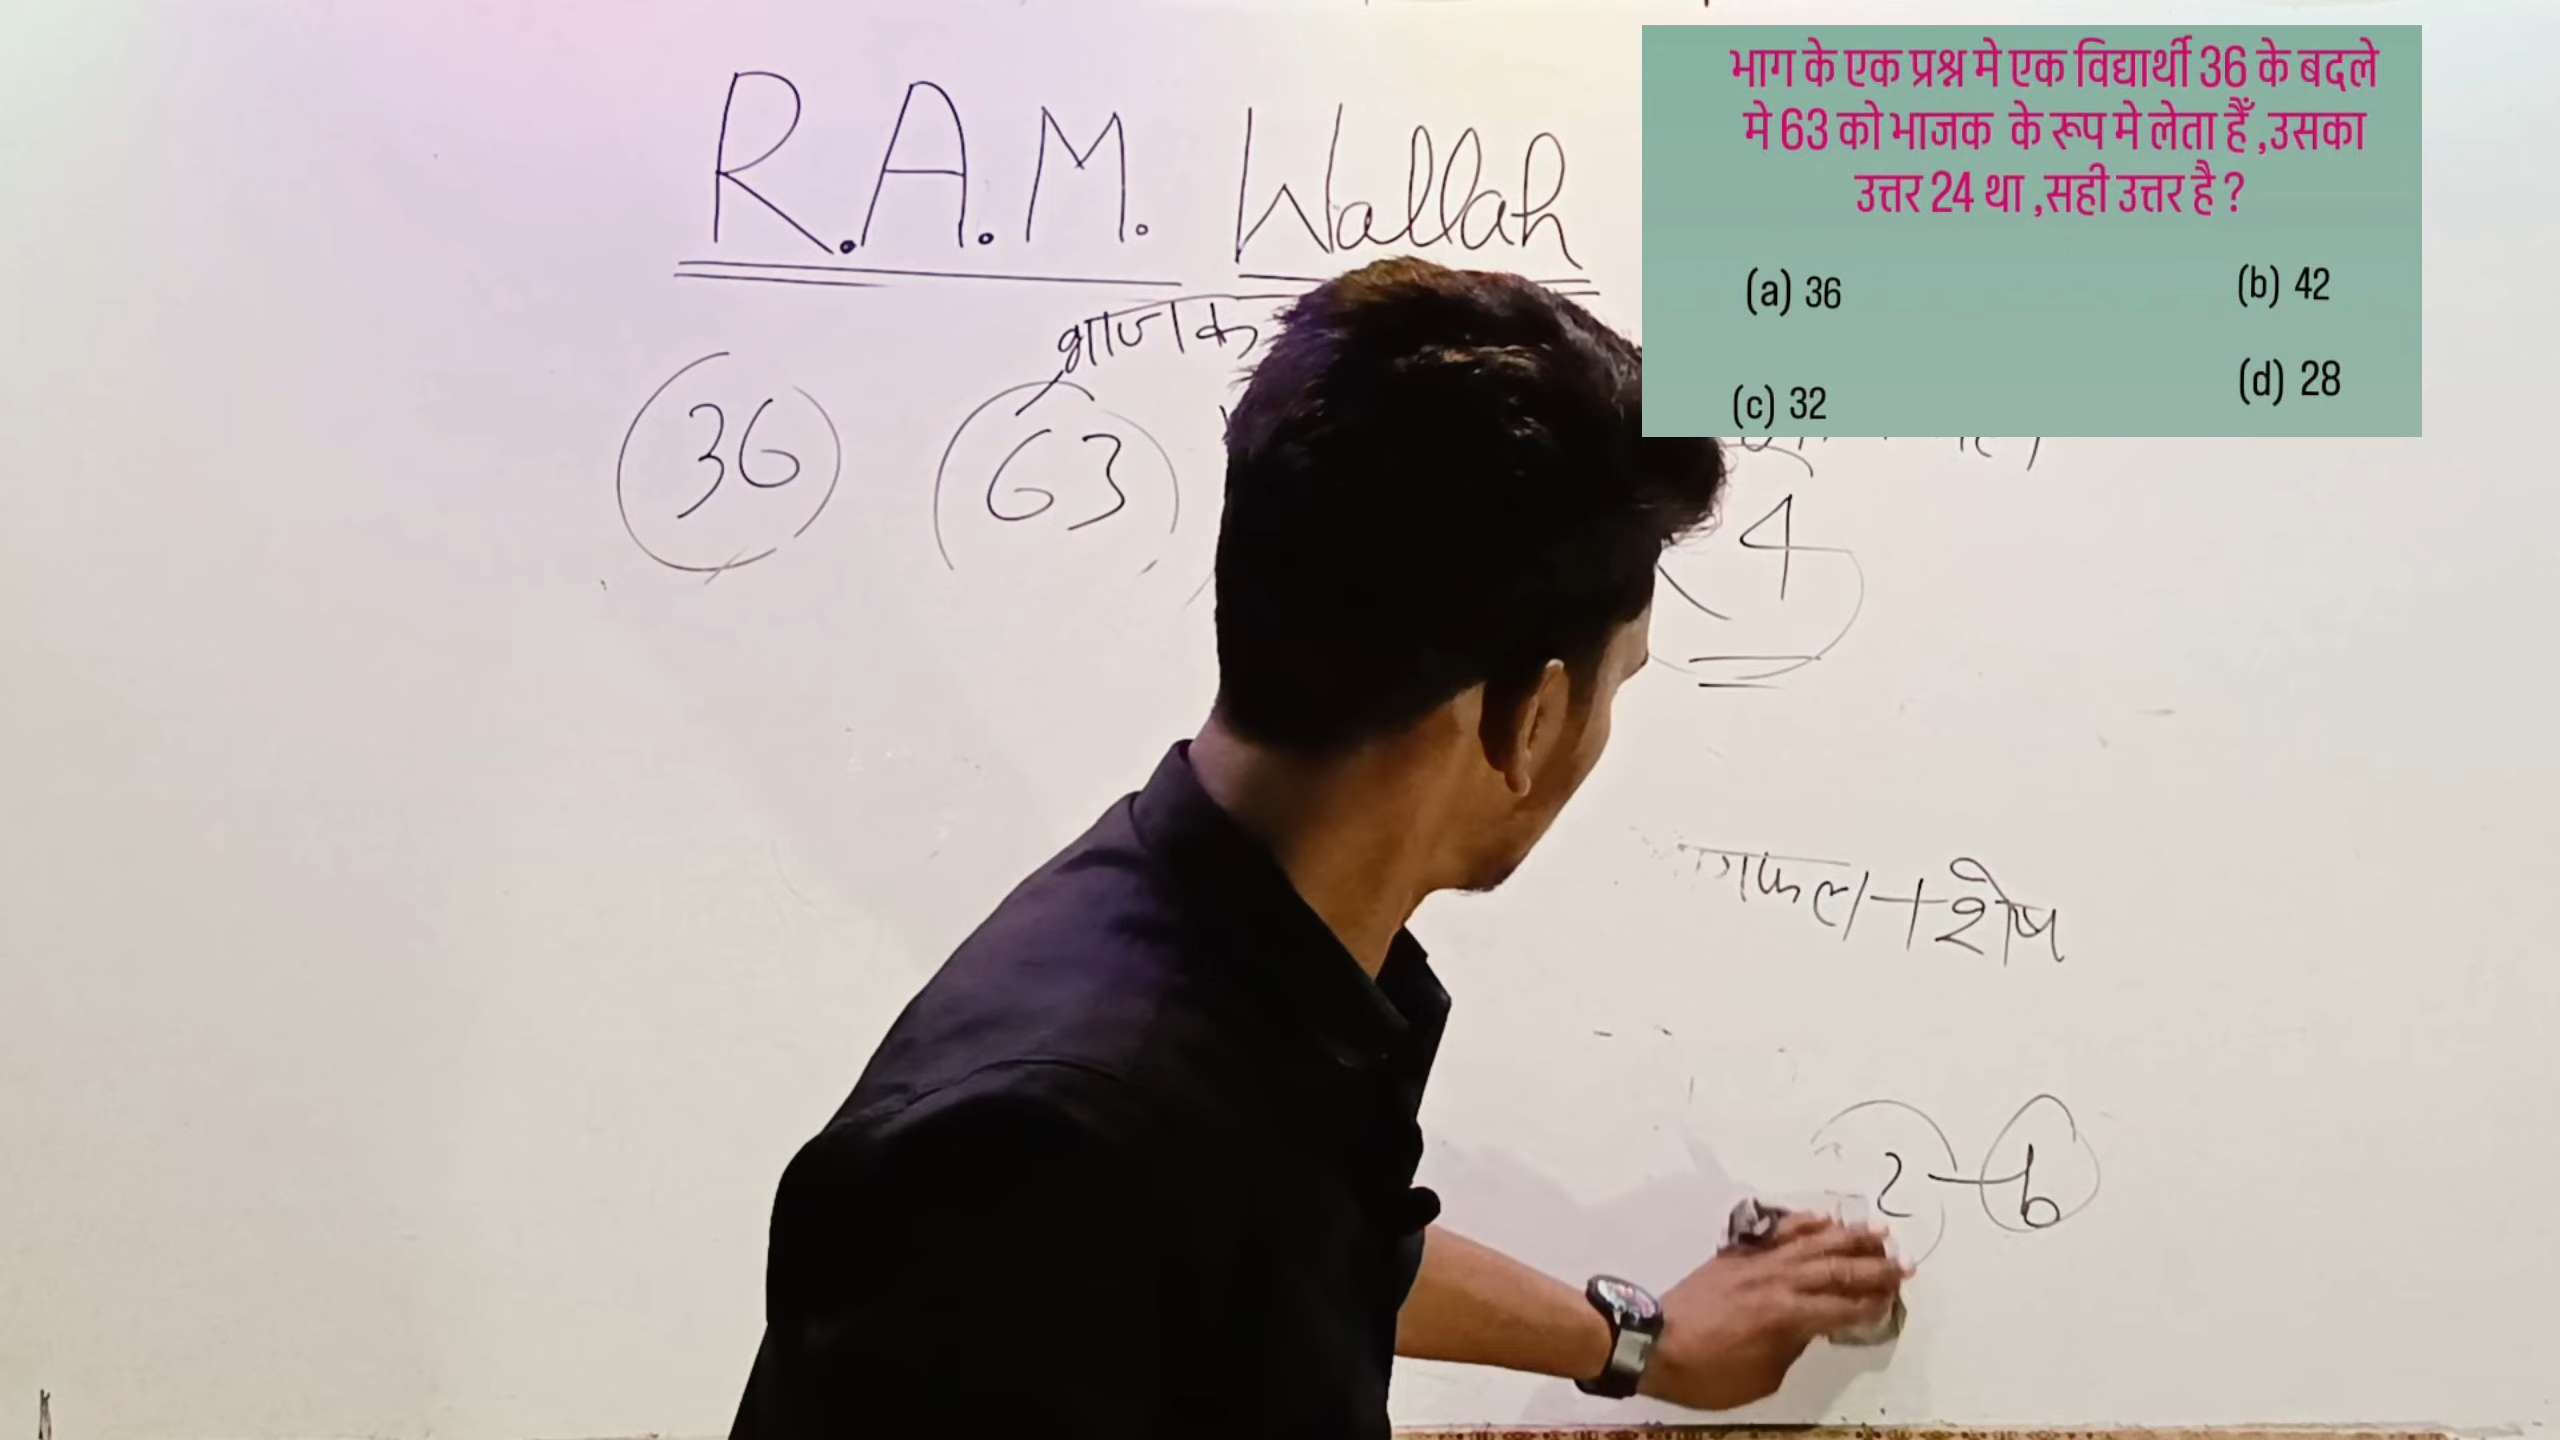 R.A.M. Wallah
भाग के एक प्रश्न मे एक विद्यार्थी 36 के बदले
मे 63 को भाजक के रूप मे लेता हैँ ,उसका
उत्तर 24 था ,सही उत्तर है ?
(a) 36
(b) 42
(c) 32
(d) 28
भाजक
36
63
4
+ शेष
2 - 6